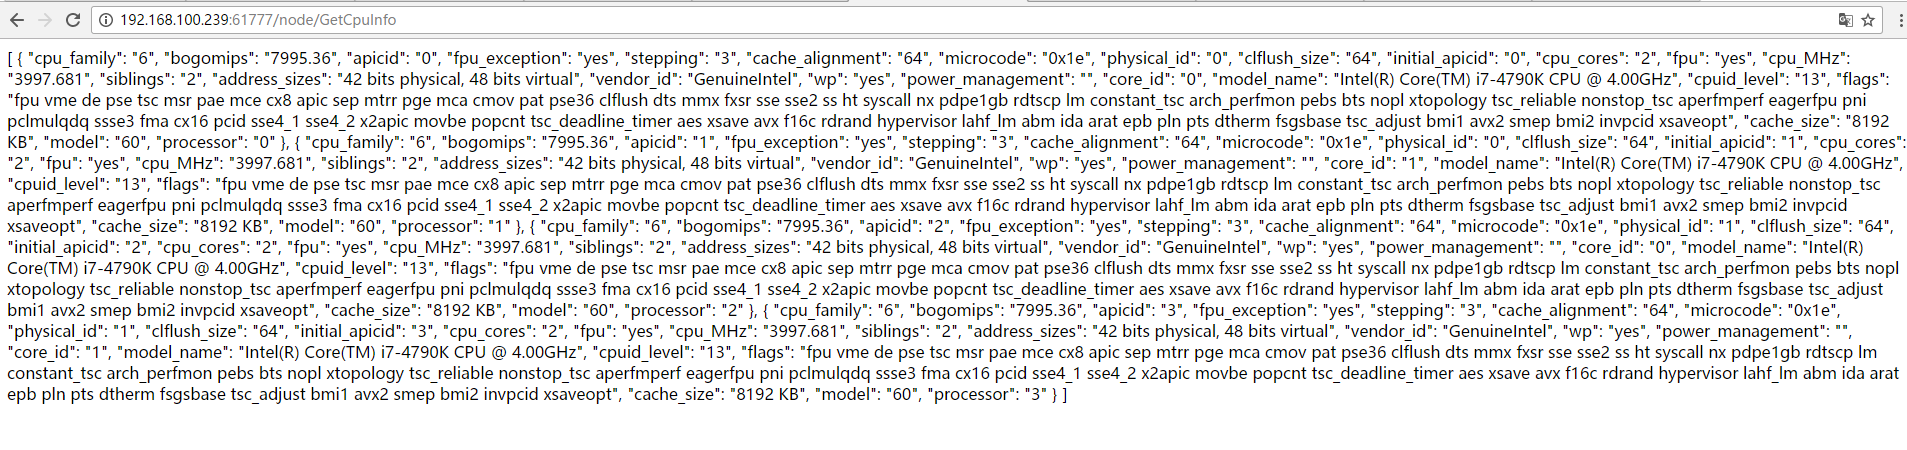 192.168.100.239:61777/node/GetCpuInfo
[ { "cpu_family": "6", "bogomips": "7995.36", "apicid": "0", "fpu_exception": "yes", "stepping": "3", "cache_alignment": "64", "microcode": "0x1e", "physical_id": "0", "clflush_size": "64", "initial_apicid": "0", "cpu_cores": "2", "fpu": "yes", "cpu_MHz":
"3997.681", "siblings": "2", "address_sizes": "42 bits physical, 48 bits virtual", "vendor_id": "GenuineIntel", "wp": "yes", "power_management": "", "core_id": "0", "model_name": "Intel(R) Core(TM) i7-4790K CPU @ 4.00GHz", "cpuid_level": "13", "flags":
"fpu vme de pse tsc msr pae mce cx8 apic sep mtrr pge mca cmov pat pse36 clflush dts mmx fxsr sse sse2 ss ht syscall nx pdpe1gb rdtscp lm constant_tsc arch_perfmon pebs bts nopl xtopology tsc_reliable nonstop_tsc aperfmperf eagerfpu pni
pclmulqdq ssse3 fma cx16 pcid sse4_1 sse4_2 x2apic movbe popcnt tsc_deadline_timer aes xsave avx f16c rdrand hypervisor lahf_lm abm ida arat epb pln pts dtherm fsgsbase tsc_adjust bmi1 avx2 smep bmi2 invpcid xsaveopt", "cache_size": "8192
KB", "model": "60", "processor": "0" }, { "cpu_family": "6", "bogomips": "7995.36", "apicid": "1", "fpu_exception": "yes", "stepping": "3", "cache_alignment": "64", "microcode": "0x1e", "physical_id": "0", "clflush_size": "64", "initial_apicid": "1", "cpu_cores":
"2", "fpu": "yes", "cpu_MHz": "3997.681", "siblings": "2", "address_sizes": "42 bits physical, 48 bits virtual", "vendor_id": "GenuineIntel", "wp": "yes", "power_management": "", "core_id": "1", "model_name": "Intel(R) Core(TM) i7-4790K CPU @ 4.00GHz",
"cpuid_level": "13", "flags": "fpu vme de pse tsc msr pae mce cx8 apic sep mtrr pge mca cmov pat pse36 clflush dts mmx fxsr sse sse2 ss ht syscall nx pdpe1gb rdtscp lm constant_tsc arch_perfmon pebs bts nopl xtopology tsc_reliable nonstop_tsc
aperfmperf eagerfpu pni pclmulqdq ssse3 fma cx16 pcid sse4_1 sse4_2 x2apic movbe popcnt tsc_deadline_timer aes xsave avx f16c rdrand hypervisor lahf_lm abm ida arat epb pln pts dtherm fsgsbase tsc_adjust bmi1 avx2 smep bmi2 invpcid
xsaveopt", "cache_size": "8192 KB", "model": "60", "processor": "1" }, { "cpu_family": "6", "bogomips": "7995.36", "apicid": "2", "fpu_exception": "yes", "stepping": "3", "cache_alignment": "64", "microcode": "0x1e", "physical_id": "1", "clflush_size": "64",
"initial_apicid": "2", "cpu_cores": "2", "fpu": "yes", "cpu_MHz": "3997.681", "siblings": "2", "address_sizes": "42 bits physical, 48 bits virtual", "vendor_id": "GenuineIntel", "wp": "yes", "power_management": "", "core_id": "0", "model_name": "Intel(R)
Core(TM) i7-4790K CPU @ 4.00GHz", "cpuid_level": "13", "flags": "fpu vme de pse tsc msr pae mce cx8 apic sep mtrr pge mca cmov pat pse36 clflush dts mmx fxsr sse sse2 ss ht syscall nx pdpe1gb rdtscp lm constant_tsc arch_perfmon pebs bts nopl
xtopology tsc_reliable nonstop_tsc aperfmperf eagerfpu pni pclmulqdq ssse3 fma cx16 pcid sse4_1 sse4_2 x2apic movbe popcnt tsc_deadline_timer aes xsave avx f16c rdrand hypervisor lahf_lm abm ida arat epb pln pts dtherm fsgsbase tsc_adjust
bmi1 avx2 smep bmi2 invpcid xsaveopt", "cache_size": "8192 KB", "model": "60", "processor": "2" }, { "cpu_family": "6", "bogomips": "7995.36", "apicid": "3", "fpu_exception": "yes", "stepping": "3", "cache_alignment": "64", "microcode": "0x1e",
"physical_id": "1", "clflush_size": "64", "initial_apicid": "3", "cpu_cores": "2", "fpu": "yes", "cpu_MHz": "3997.681", "siblings": "2", "address_sizes": "42 bits physical, 48 bits virtual", "vendor_id": "GenuineIntel", "wp": "yes", "power_management": "",
"core_id": "1", "model_name": "Intel(R) Core(TM) i7-4790K CPU @ 4.00GHz", "cpuid_level": "13", "flags": "fpu vme de pse tsc msr pae mce cx8 apic sep mtrr pge mca cmov pat pse36 clflush dts mmx fxsr sse sse2 ss ht syscall nx pdpe1gb rdtscp lm
constant_tsc arch_perfmon pebs bts nopl xtopology tsc_reliable nonstop_tsc aperfmperf eagerfpu pni pclmulqdq ssse3 fma cx16 pcid sse4_1 sse4_2 x2apic movbe popcnt tsc_deadline_timer aes xsave avx f16c rdrand hypervisor lahf_lm abm ida arat
epb pln pts dtherm fsgsbase tsc_adjust bmi1 avx2 smep bmi2 invpcid xsaveopt", "cache_size": "8192 KB", "model": "60", "processor": "3" } ]